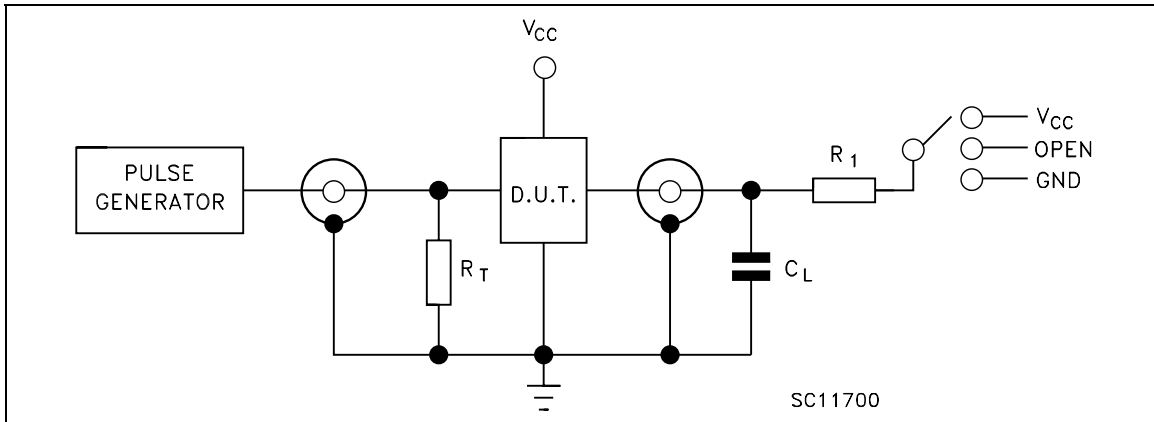 VCC
PULSE
GENERATOR
D.U.T.
RT
CL
R1
VCC
OPEN
GND
SC11700